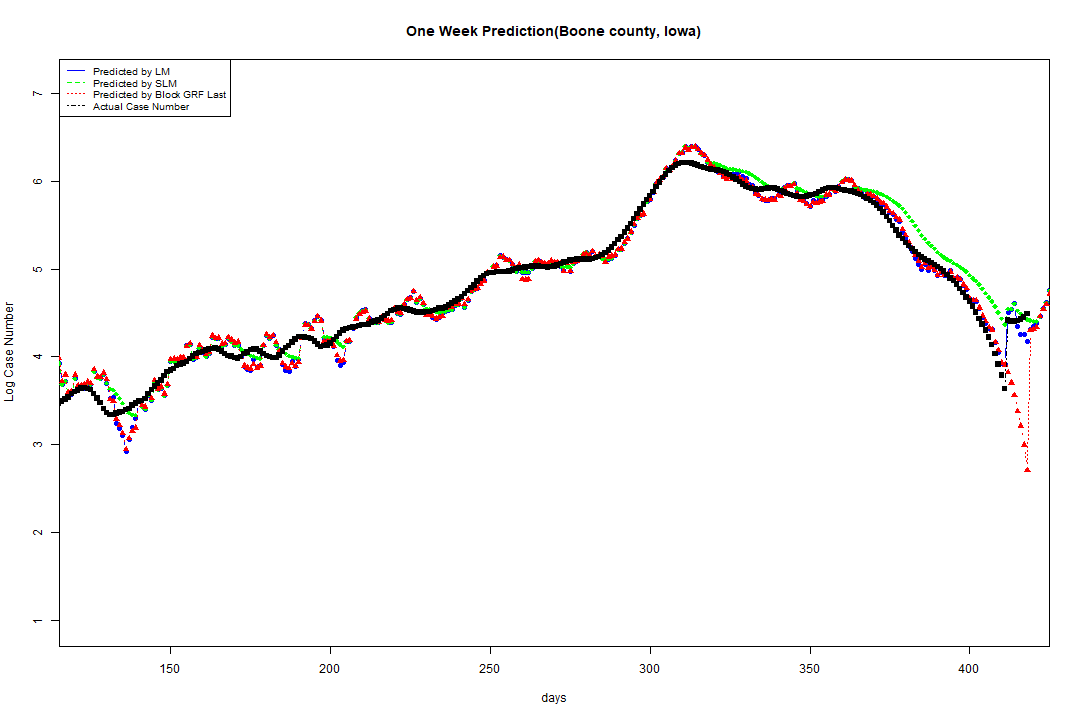 One Week Prediction(Boone county, Iowa)
Predicted by LM
Predicted by SLM
Predicted by Block GRF Last
Actual Case Number
7
6
5
4
3
2
1
Log Case Number
150 200 250 300 350 400
days